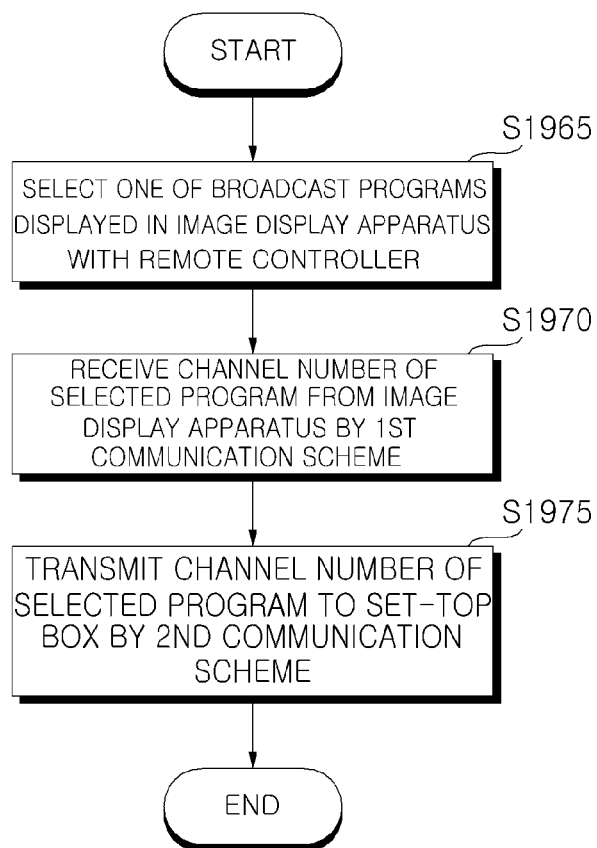 START
S1965
SELECT ONE OF BROADCAST PROGRAMS
DISPLAYED IN IMAGE DISPLAY APPARATUS
WITH REMOTE CONTROLLER
S1970
RECEIVE CHANNEL NUMBER OF
SELECTED PROGRAM FROM IMAGE
DISPLAY APPARATUS BY 1ST
COMMUNICATION SCHEME
S1975
TRANSMIT CHANNEL NUMBER OF
SELECTED PROGRAM TO SET-TOP
BOX BY 2ND COMMUNICATION
SCHEME
END